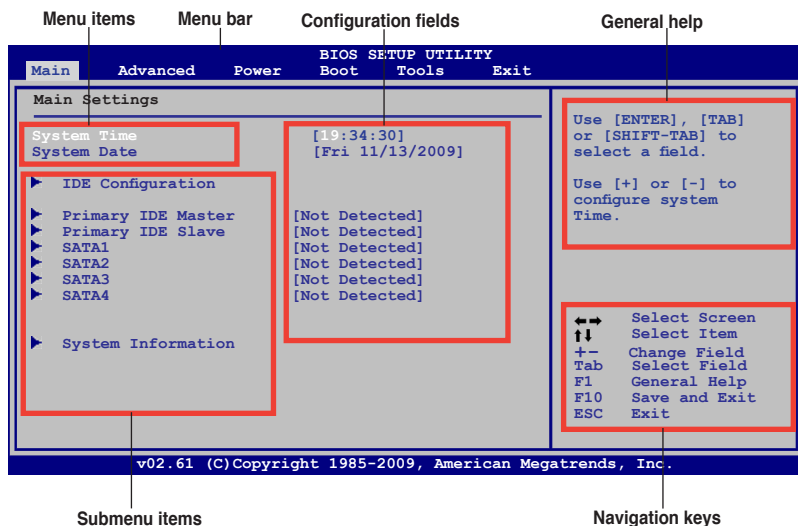 Menu items Menu bar Configuration fields General help
BIOS SETUP UTILITY
Main Advanced Power Boot Tools Exit
Main Settings
System Time [19:34:30]
System Date [Fri 11/13/2009]
IDE Configuration
Primary IDE Master [Not Detected]
Primary IDE Slave [Not Detected]
SATA1 [Not Detected]
SATA2 [Not Detected]
SATA3 [Not Detected]
SATA4 [Not Detected]
System Information
Use [ENTER], [TAB]
or [SHIFT-TAB] to
select a field.
Use [+] or [-] to
configure system
Time.
←→ Select Screen
↑↓ Select Item
+- Change Field
Tab Select Field
F1 General Help
F10 Save and Exit
ESC Exit
v02.61 (C)Copyright 1985-2009, American Megatrends, Inc.
Submenu items Navigation keys